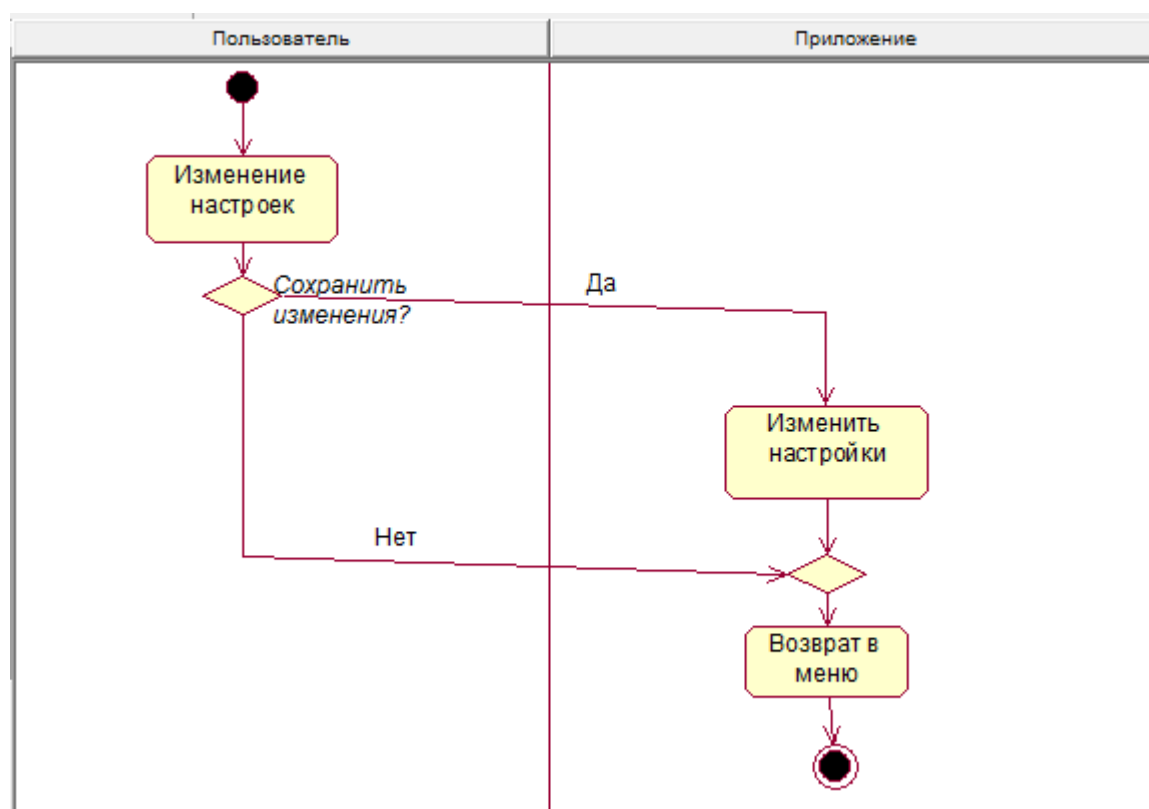 Пользователь
Приложение
Изменение
настроек
Сохранить
изменения?
Да
Изменить
настройки
Нет
Возврат в
меню